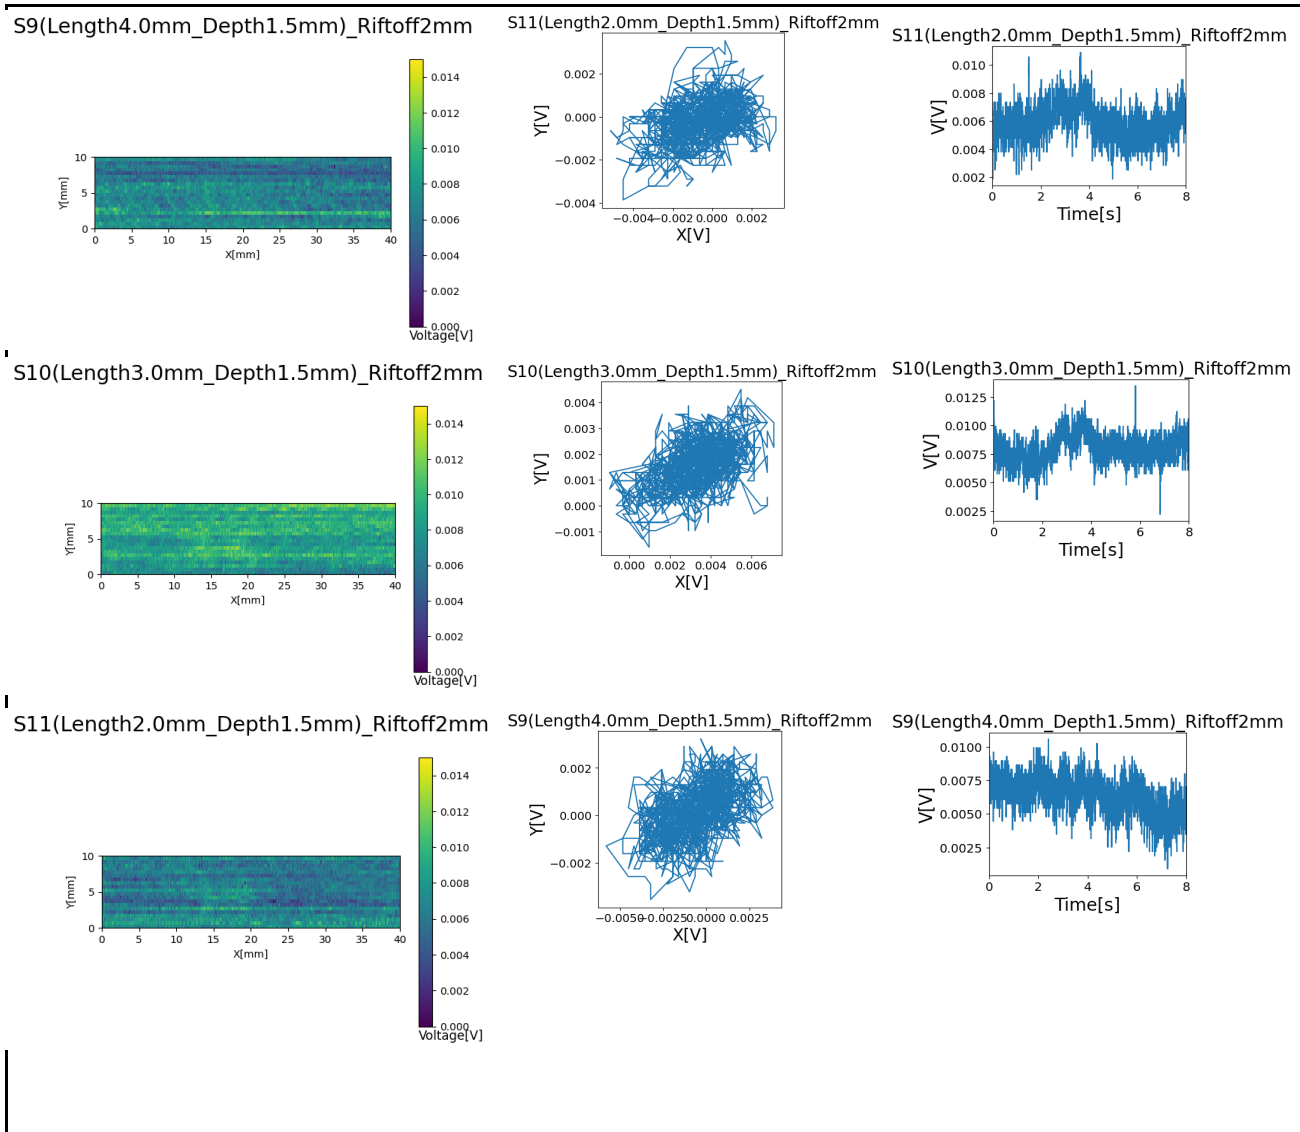 S9(Length4.0mm_Depth1.5mm)_Riftoff2mm
0.014
0.012
0.010
0.008
0.006
0.004
0.002
0.000
Voltage[V]
10
5
0
Y[mm]
0 5 10 15 20 25 30 35 40
X[mm]
S11(Length2.0mm_Depth1.5mm)_Riftoff2mm
0.002
0.000
−0.002
−0.004
Y[V]
−0.004 −0.002 0.000 0.002
X[V]
S11(Length2.0mm_Depth1.5mm)_Riftoff2mm
0.010
0.008
0.006
0.004
0.002
V[V]
0 2 4 6 8
Time[s]
S10(Length3.0mm_Depth1.5mm)_Riftoff2mm
0.014
0.012
0.010
0.008
0.006
0.004
0.002
0.000
Voltage[V]
10
5
0
Y[mm]
0 5 10 15 20 25 30 35 40
X[mm]
S10(Length3.0mm_Depth1.5mm)_Riftoff2mm
0.004
0.003
0.002
0.001
0.000
−0.001
Y[V]
0.000 0.002 0.004 0.006
X[V]
S10(Length3.0mm_Depth1.5mm)_Riftoff2mm
0.0125
0.0100
0.0075
0.0050
0.0025
V[V]
0 2 4 6 8
Time[s]
S11(Length2.0mm_Depth1.5mm)_Riftoff2mm
0.014
0.012
0.010
0.008
0.006
0.004
0.002
0.000
Voltage[V]
10
5
0
Y[mm]
0 5 10 15 20 25 30 35 40
X[mm]
S9(Length4.0mm_Depth1.5mm)_Riftoff2mm
0.002
0.000
−0.002
Y[V]
−0.0050 −0.0025 0.0000 0.0025
X[V]
S9(Length4.0mm_Depth1.5mm)_Riftoff2mm
0.0100
0.0075
0.0050
0.0025
V[V]
0 2 4 6 8
Time[s]